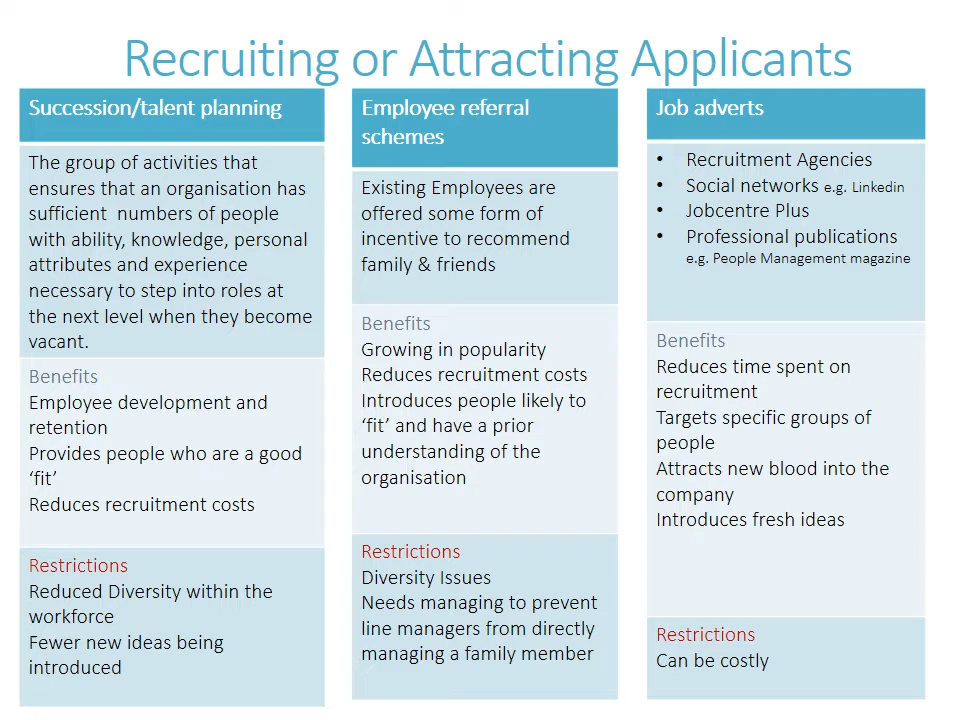 Recruiting or Attracting Applicants
Succession/talent planning
The group of activities that
ensures that an organisation has
sufficient numbers of people
with ability, knowledge, personal
attributes and experience
necessary to step into roles at
the next level when they become
vacant.
Benefits
Employee development and
retention
Provides people who are a good
‘fit’
Reduces recruitment costs
Restrictions
Reduced Diversity within the
workforce
Fewer new ideas being
introduced
Employee referral
schemes
Existing Employees are
offered some form of
incentive to recommend
family & friends
Benefits
Growing in popularity
Reduces recruitment costs
Introduces people likely to
‘fit’ and have a prior
understanding of the
organisation
Restrictions
Diversity Issues
Needs managing to prevent
line managers from directly
managing a family member
Job adverts
• Recruitment Agencies
• Social networks e.g. Linkedin
• Jobcentre Plus
• Professional publications
e.g. People Management magazine
Benefits
Reduces time spent on
recruitment
Targets specific groups of
people
Attracts new blood into the
company
Introduces fresh ideas
Restrictions
Can be costly